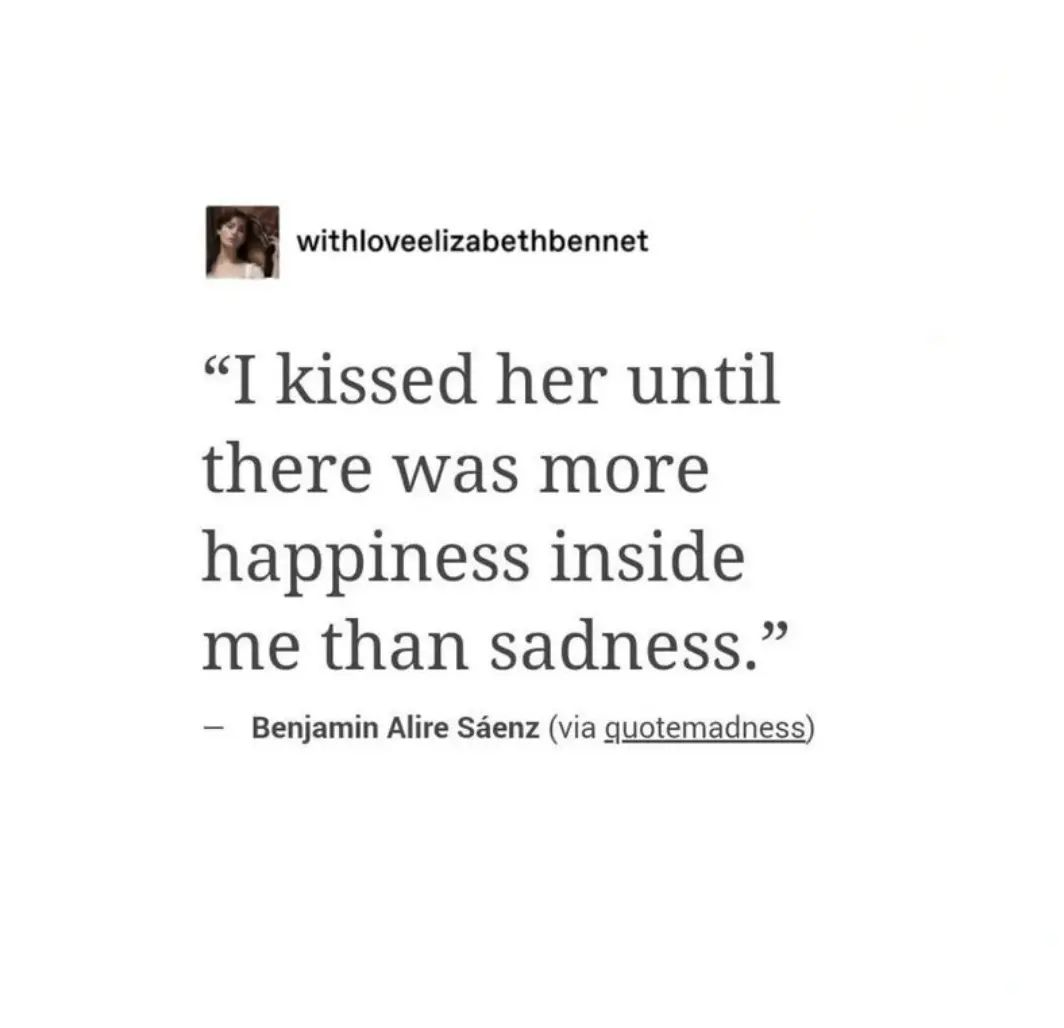 withloveelizabethbennet
“I kissed her until
there was more
happiness inside
me than sadness.”
— Benjamin Alire Sáenz (via quotemadness)